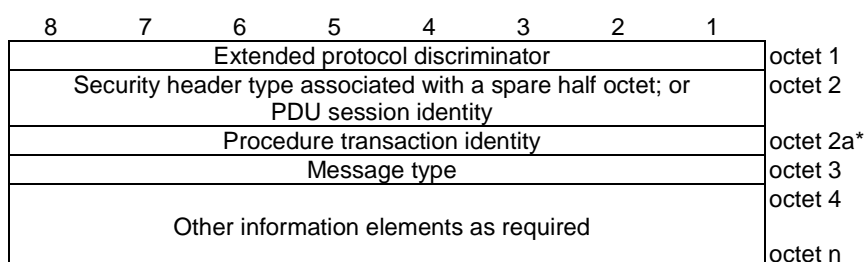 8 7 6 5 4 3 2 1
Extended protocol discriminator octet 1
Security header type associated with a spare half octet; or octet 2
PDU session identity
Procedure transaction identity octet 2a*
Message type octet 3
octet 4
Other information elements as required
octet n